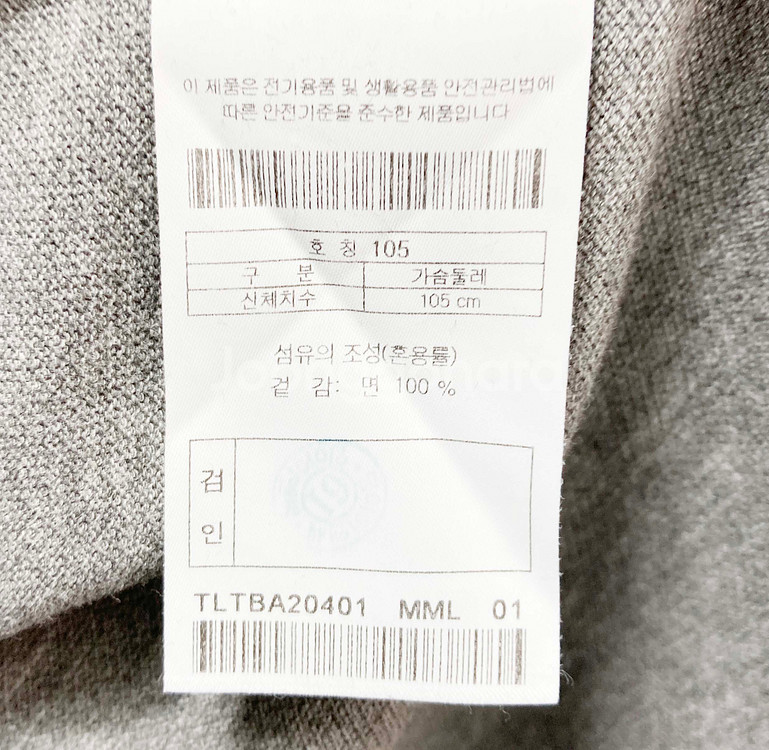 이 제품은 전기용품 및 생활용품 안전관리법에
따른 안전기준을 준수한 제품입니다
호 칭 105
구 분 가슴둘레
신체치수 105 cm
섬유의 조성(혼용률)
겉 감: 면 100 %
검
인
TLTBA20401 MML 01